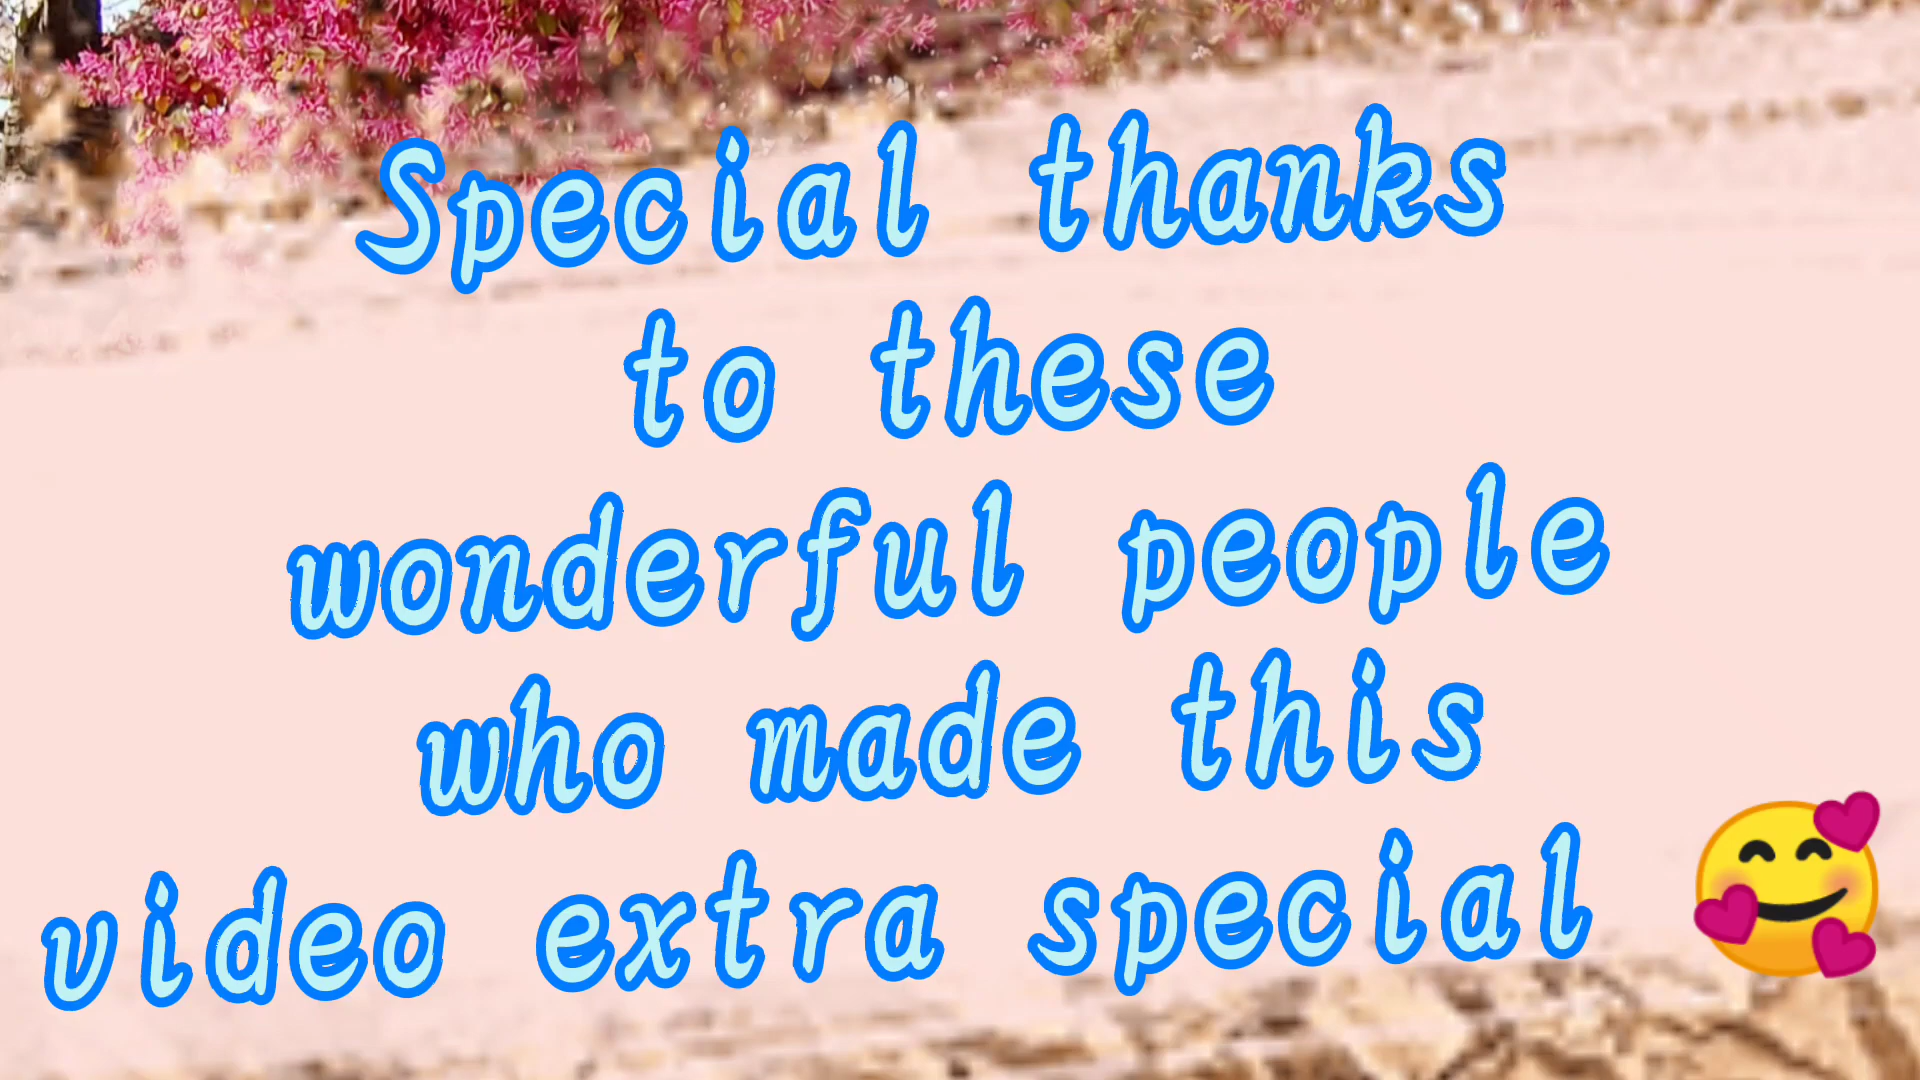 Special thanks
to these
wonderful people
who made this
video extra special 🥰